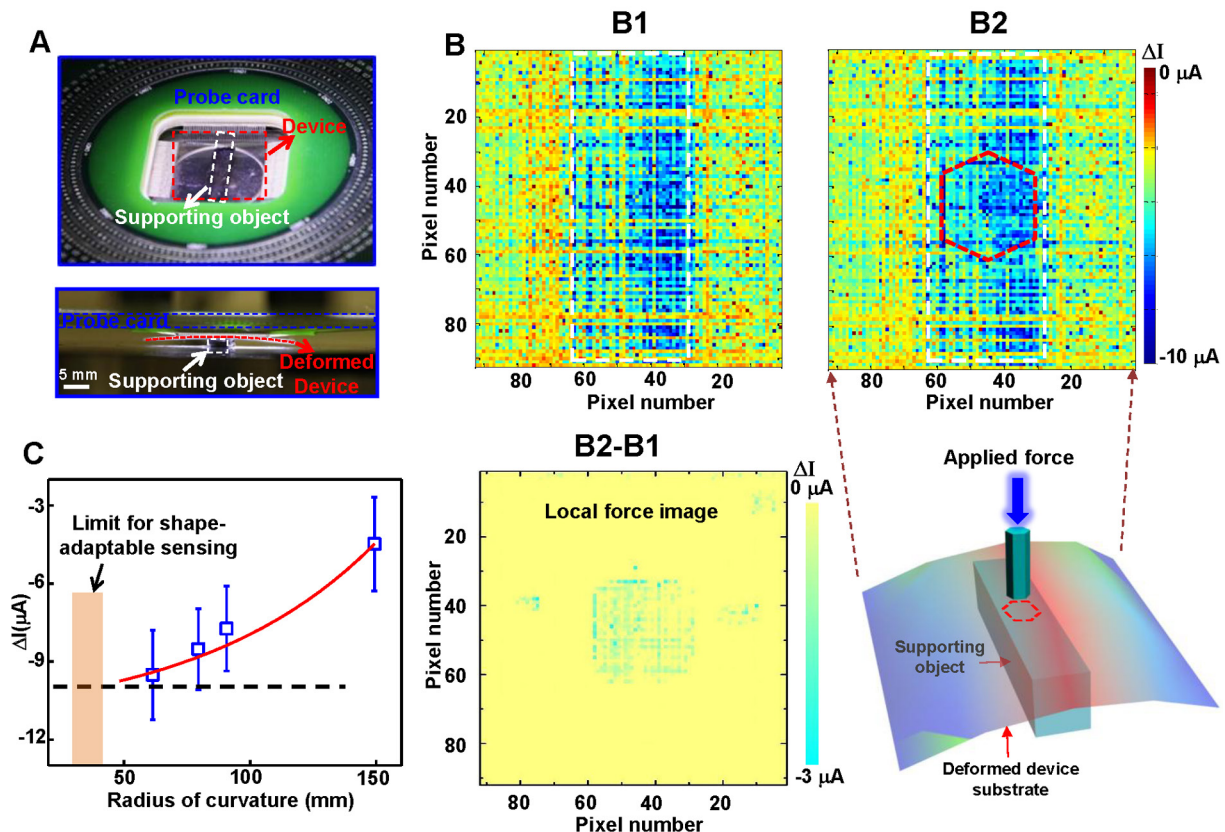 A
Probe card
Device
Supporting object
Probe card
Supporting object
Deformed
Device
5 mm
B
B1
Pixel number
20
40
60
80
80
60
40
20
Pixel number
B2
20
40
60
80
80
60
40
20
Pixel number
ΔI
0 μA
-10 μA
C
ΔI(μA)
-3
-6
-9
-12
Limit for shape-
adaptable sensing
50
100
150
Radius of curvature (mm)
B2-B1
Local force image
Pixel number
20
40
60
80
80
60
40
20
Pixel number
ΔI
0 μA
-3 μA
Applied force
Supporting
object
Deformed device
substrate